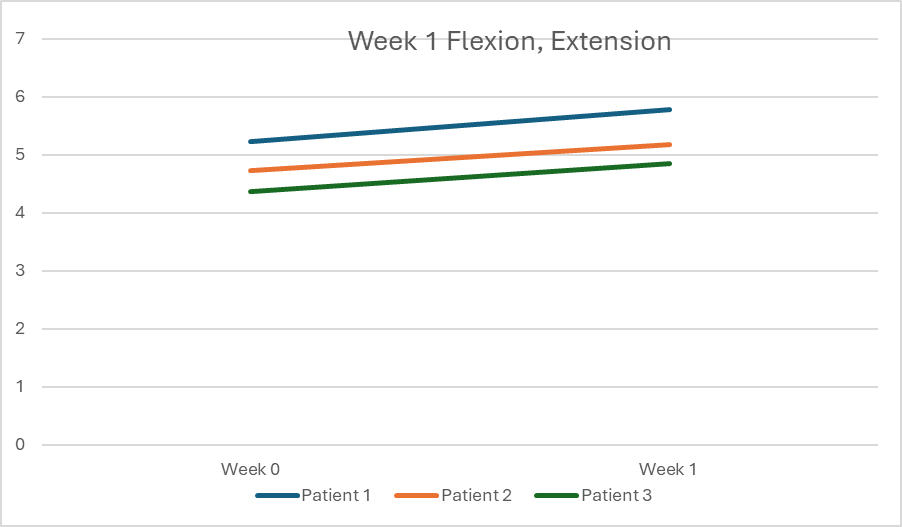 Week 1 Flexion, Extension
7
6
5
4
3
2
1
0
Week 0 Week 1
Patient 1 Patient 2 Patient 3